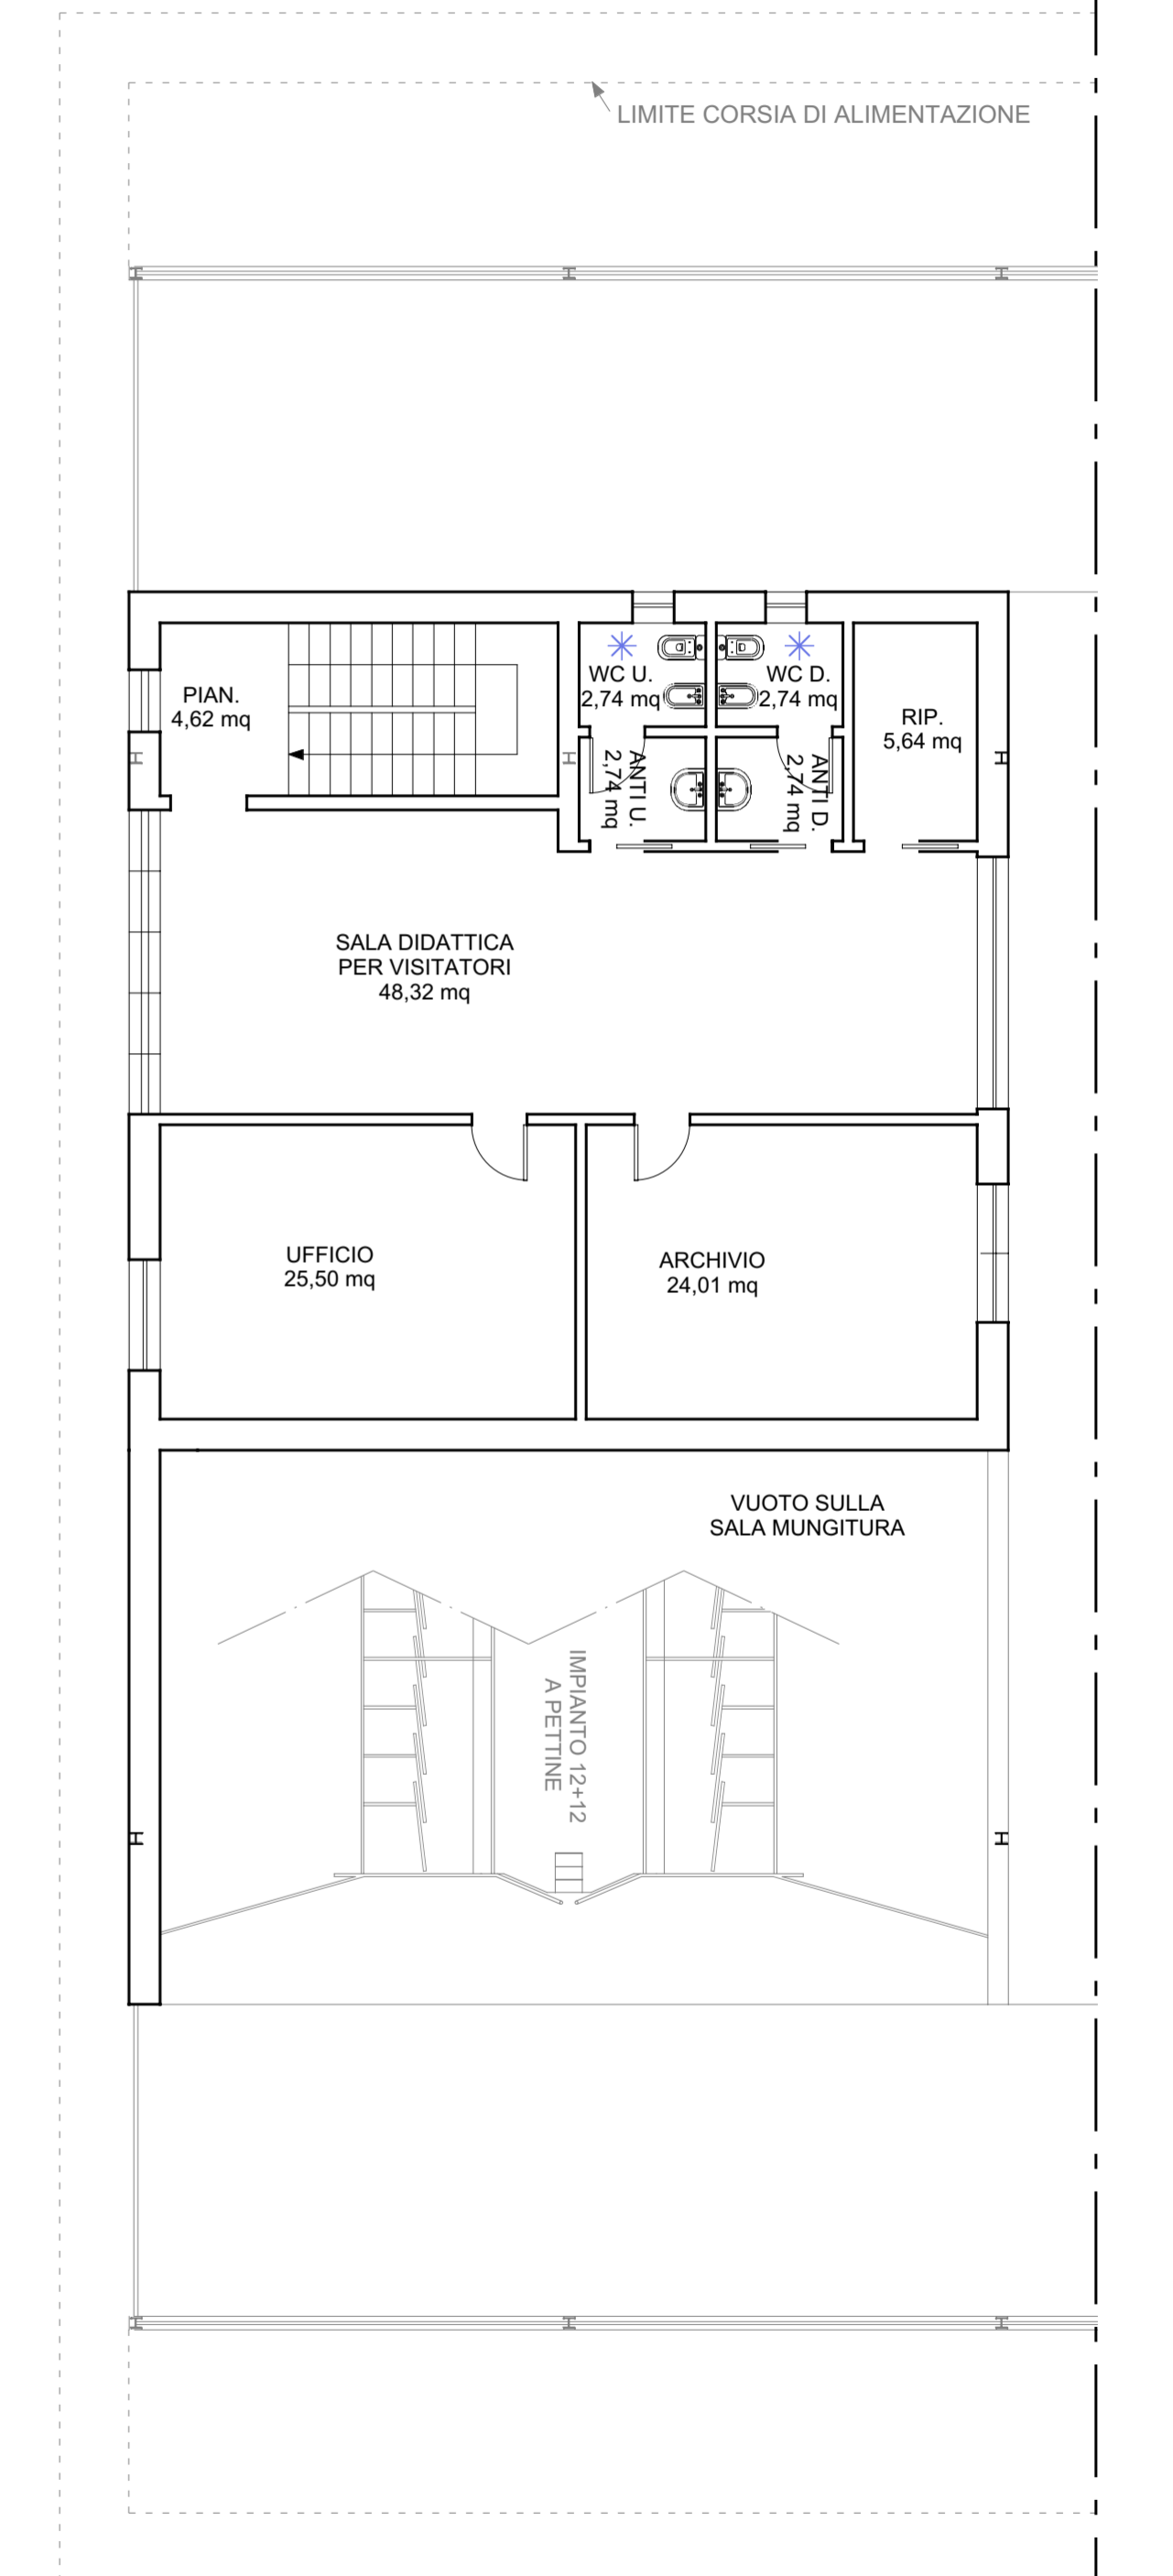 LIMITE CORSIA DI ALIMENTAZIONE
PIAN.
4,62 mq
WC U.
2,74 mq
WC D.
2,74 mq
RIP.
5,64 mq
ANTI U.
2,74 mq
ANTI D.
2,74 mq
SALA DIDATTICA
PER VISITATORI
48,32 mq
UFFICIO
25,50 mq
ARCHIVIO
24,01 mq
VUOTO SULLA
SALA MUNGITURA
IMPIANTO 12+12
A PETTINE